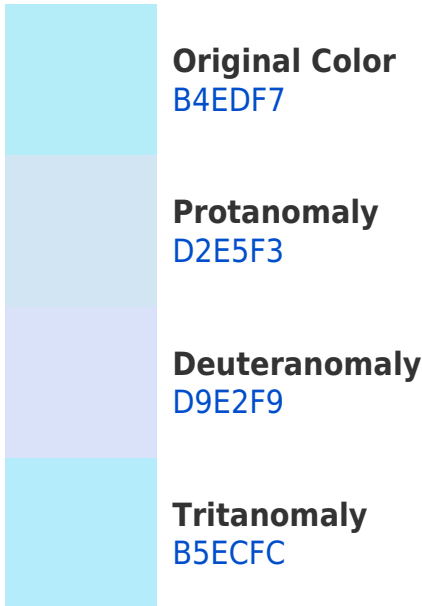 Original Color
B4EDF7
Protanomaly
D2E5F3
Deuteranomaly
D9E2F9
Tritanomaly
B5ECFC